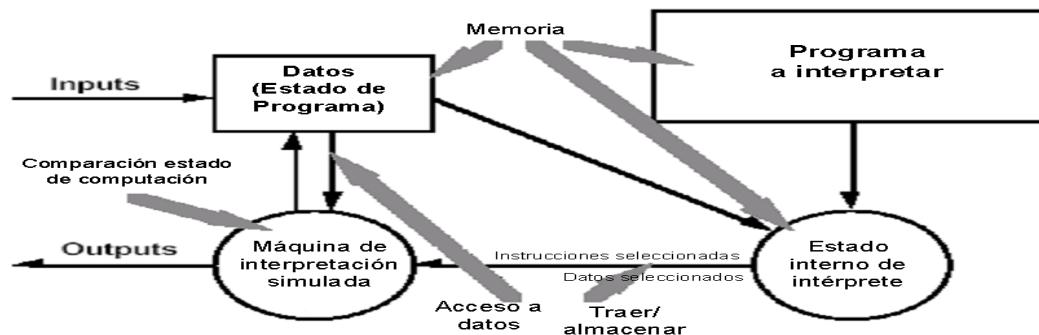 Memoria
Programa
a interpretar
Datos
(Estado de
Programa)
Inputs
Comparación estado
de computación
Outputs
Máquina de
interpretación
simulada
Instrucciones seleccionadas
Datos seleccionados
Estado
interno de
intérprete
Acceso a
datos
Traer/
almacenar